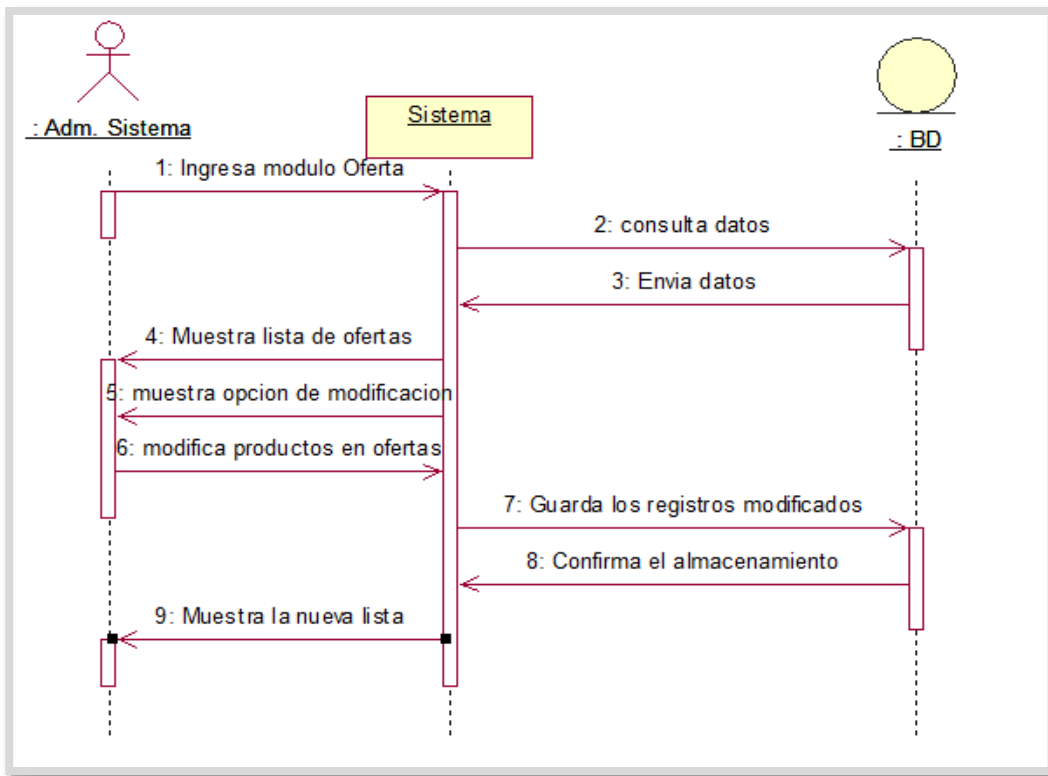 : Adm. Sistema
Sistema
: BD
1: Ingresa modulo Oferta
2: consulta datos
3: Envia datos
4: Muestra lista de ofertas
5: muestra opcion de modificacion
6: modifica productos en ofertas
7: Guarda los registros modificados
8: Confirma el almacenamiento
9: Muestra la nueva lista